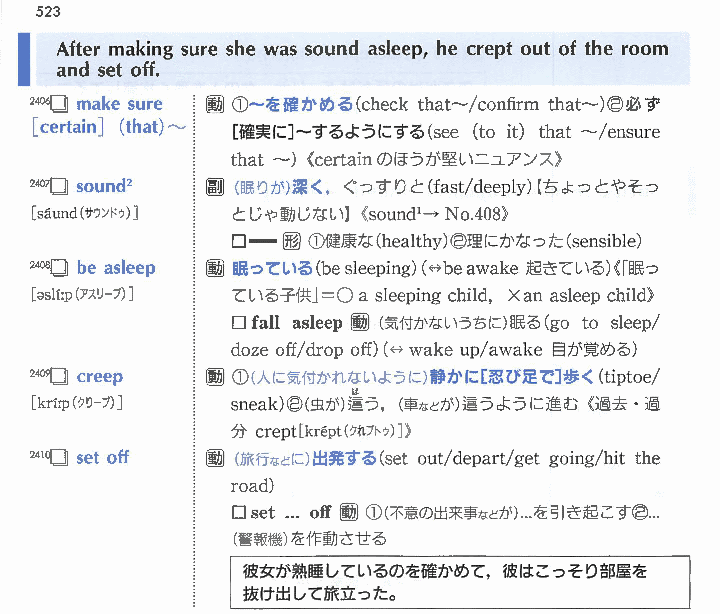 523
After making sure she was sound asleep, he crept out of the room
and set off.
2406□ make sure
[certain] (that)～
動 ①～を確かめる(check that～/confirm that～)②必ず
[確実に]～するようにする(see (to it) that ～/ensure
that ～)《certainのほうが堅いニュアンス》
2407□ sound²
[sáund(サウンドゥ)]
副 (眠りが)深く，ぐっすりと(fast/deeply)【ちょっとやそっ
とじゃ動じない】《sound¹→ No.408》
□━ 形 ①健康な(healthy)②理にかなった(sensible)
2408□ be asleep
[əslíːp(アスリープ)]
動 眠っている(be sleeping)(↔be awake 起きている)《「眠っ
ている子供」=○ a sleeping child, ×an asleep child》
□ fall asleep 動 (気付かないうちに)眠る(go to sleep/
doze off/drop off)(↔ wake up/awake 目が覚める)
2409□ creep
[kríːp(クリープ)]
動 ①(人に気付かれないように)静かに[忍び足で]歩く(tiptoe/
sneak)②(虫が)這う，(車などが)這うように進む《過去・過
は
分 crept[krépt(クれプトゥ)]》
2410□ set off
動 (旅行などに)出発する(set out/depart/get going/hit the
road)
□ set ... off 動 ①(不意の出来事などが)...を引き起こす②...
(警報機)を作動させる
彼女が熟睡しているのを確かめて，彼はこっそり部屋を
抜け出して旅立った。